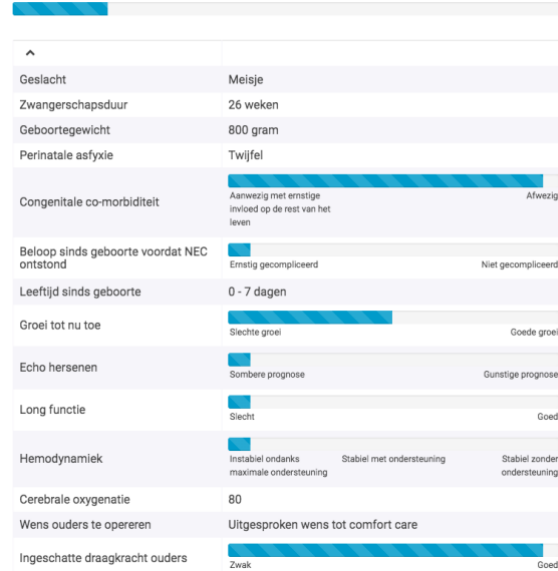 Geslacht Meisje
Zwangerschapsduur 26 weken
Geboortegewicht 800 gram
Perinatale asfyxie Twijfel
Congenitale co-morbiditeit
Aanwezig met ernstige
invloed op de rest van het
leven
Afwezig
Beloop sinds geboorte voordat NEC
ontstond
Ernstig gecompliceerd Niet gecompliceerd
Leeftijd sinds geboorte 0 - 7 dagen
Groei tot nu toe
Slechte groei Goede groei
Echo hersenen
Sombere prognose Gunstige prognose
Long functie
Slecht Goed
Hemodynamiek
Instabiel ondanks
maximale ondersteuning
Stabiel met ondersteuning
Stabiel zonder
ondersteuning
Cerebrale oxygenatie 80
Wens ouders te opereren Uitgesproken wens tot comfort care
Ingeschatte draagkracht ouders
Zwak Goed